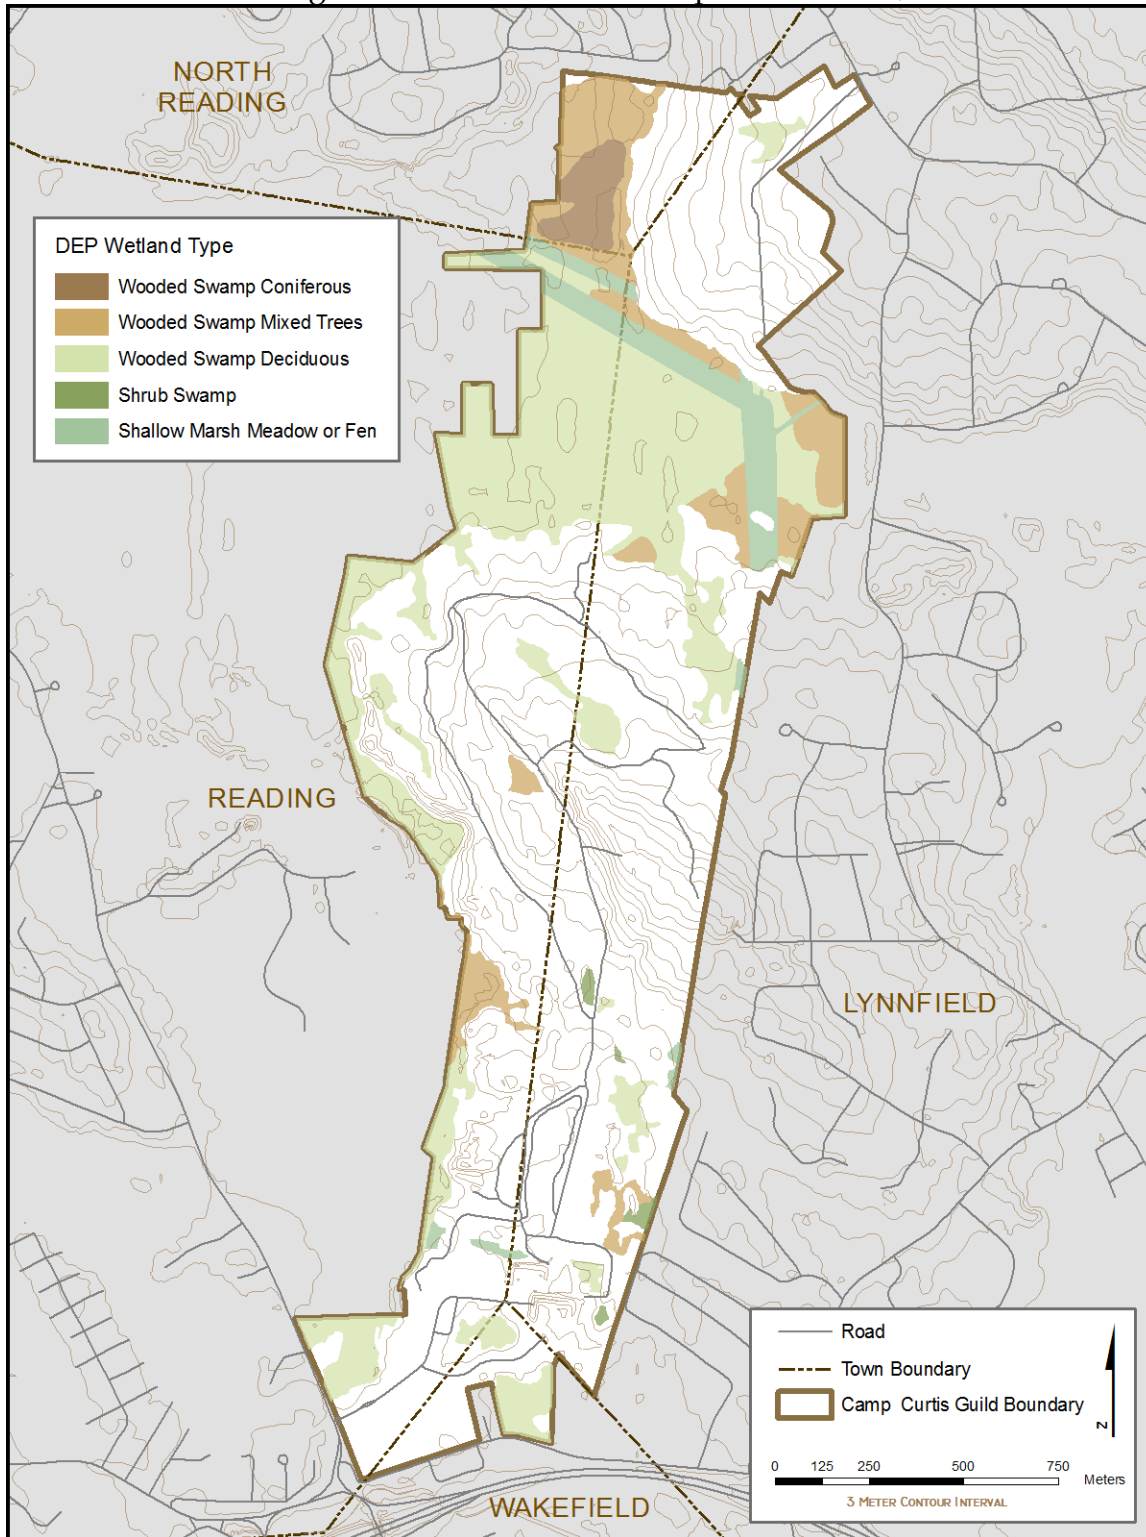 NORTH
READING
DEP Wetland Type
Wooded Swamp Coniferous
Wooded Swamp Mixed Trees
Wooded Swamp Deciduous
Shrub Swamp
Shallow Marsh Meadow or Fen
READING
LYNNFIELD
WAKEFIELD
Road
Town Boundary
Camp Curtis Guild Boundary
Z
0 125 250 500 750 Meters
3 METER CONTOUR INTERVAL